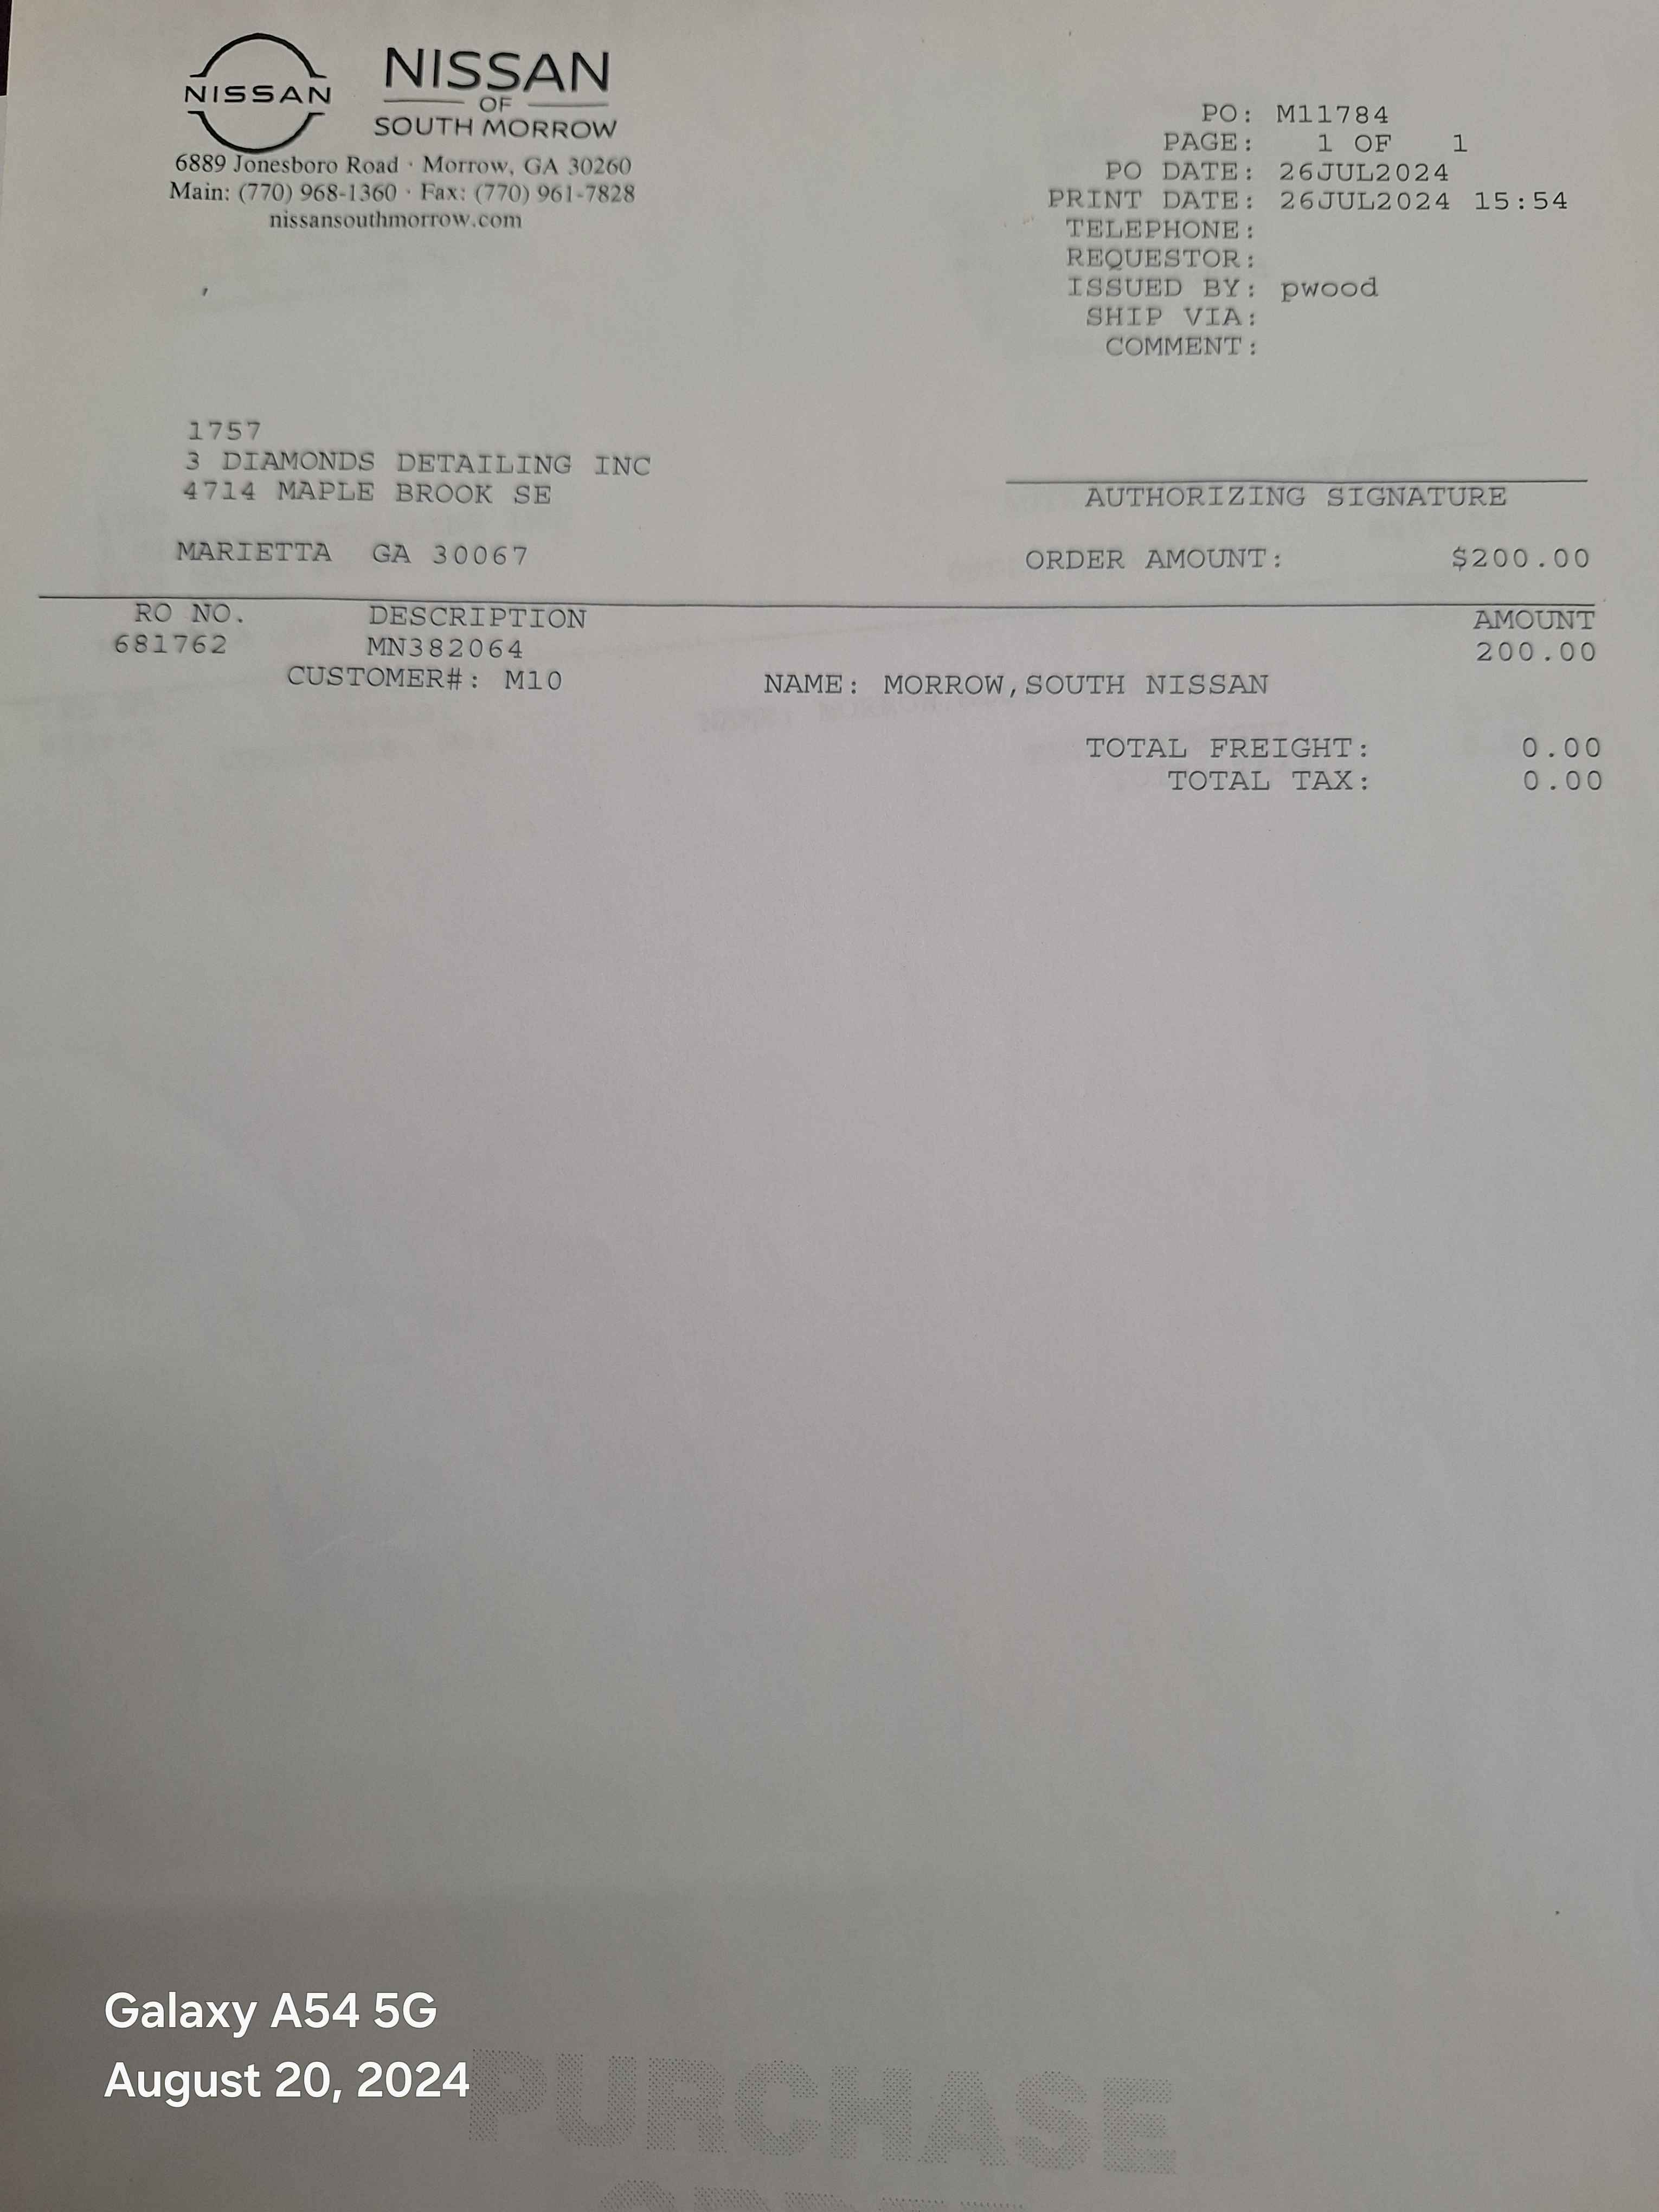 NISSAN
NISSAN
OF
SOUTH MORROW
6889 Jonesboro Road · Morrow, GA 30260
Main: (770) 968-1360 · Fax: (770) 961-7828
nissansouthmorrow.com
PO: M11784
PAGE: 1 OF 1
PO DATE: 26JUL2024
PRINT DATE: 26JUL2024 15:54
TELEPHONE:
REQUESTOR:
ISSUED BY: pwood
SHIP VIA:
COMMENT:
1757
3 DIAMONDS DETAILING INC
4714 MAPLE BROOK SE
MARIETTA GA 30067
AUTHORIZING SIGNATURE
ORDER AMOUNT: $200.00
RO NO. DESCRIPTION AMOUNT
681762 MN382064 200.00
CUSTOMER#: M10 NAME: MORROW,SOUTH NISSAN
TOTAL FREIGHT: 0.00
TOTAL TAX: 0.00
Galaxy A54 5G
August 20, 2024
PURCHASE